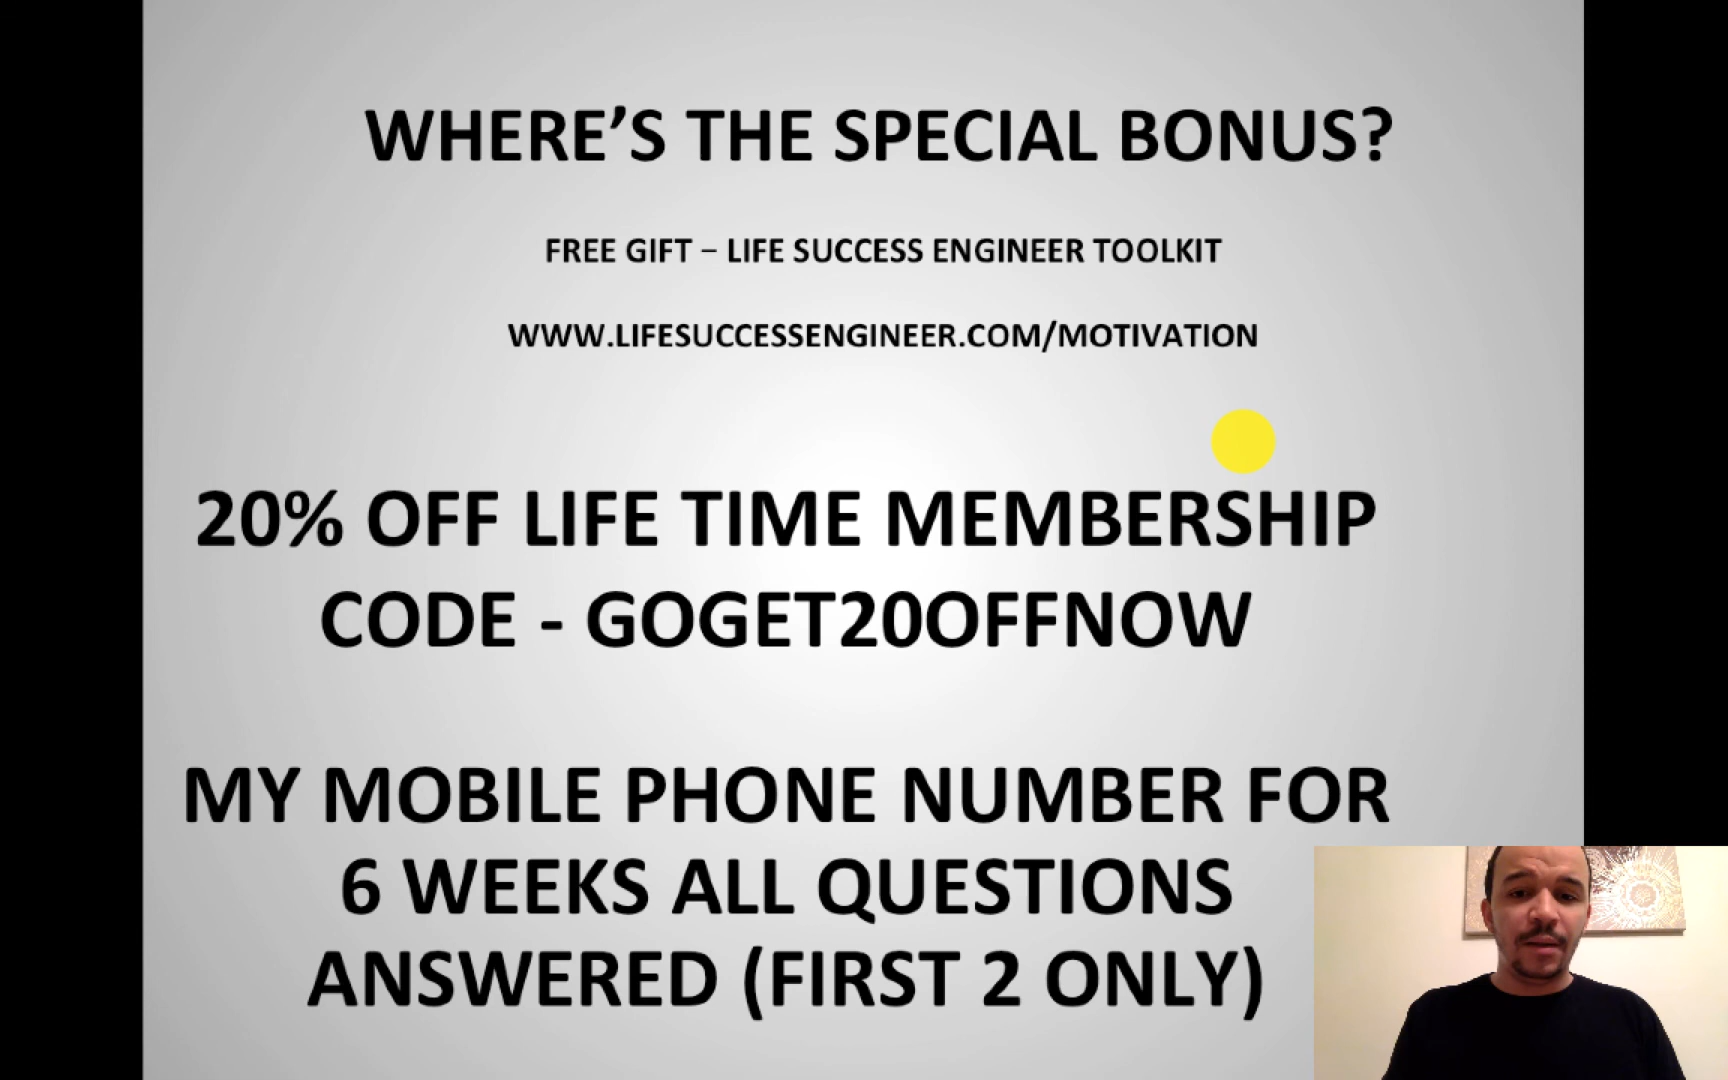 WHERE’S THE SPECIAL BONUS?
FREE GIFT – LIFE SUCCESS ENGINEER TOOLKIT
WWW.LIFESUCCESSENGINEER.COM/MOTIVATION
20% OFF LIFE TIME MEMBERSHIP
CODE - GOGET20OFFNOW
MY MOBILE PHONE NUMBER FOR
6 WEEKS ALL QUESTIONS
ANSWERED (FIRST 2 ONLY)